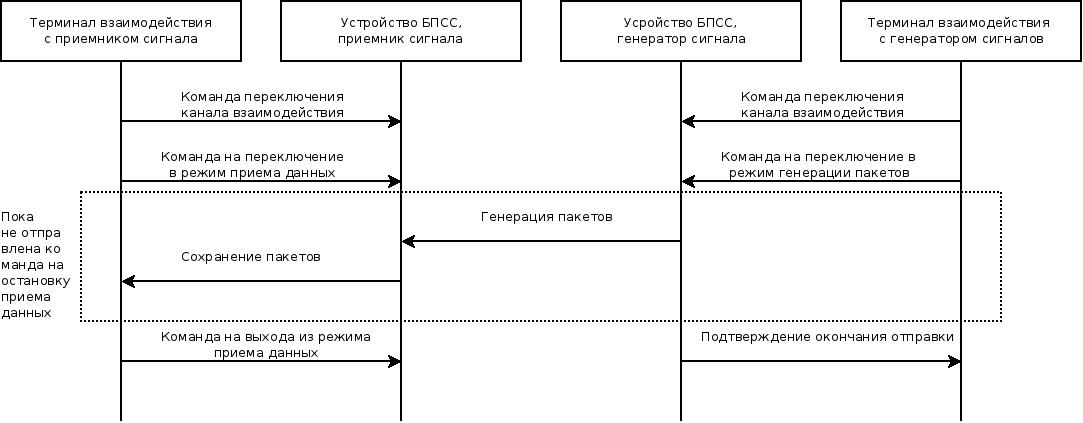 Терминал взаимодействия
с приемником сигнала
Устройство БПСС,
приемник сигнала
Усройство БПСС,
генератор сигнала
Терминал взаимодействия
с генератором сигналов
Команда переключения
канала взаимодействия
Команда переключения
канала взаимодействия
Команда на переключение
в режим приема данных
Команда на переключение в
режим генерации пакетов
Пока
не отпра
влена ко
манда на
остановку
приема
данных
Генерация пакетов
Сохранение пакетов
Команда на выхода из режима
приема данных
Подтверждение окончания отправки